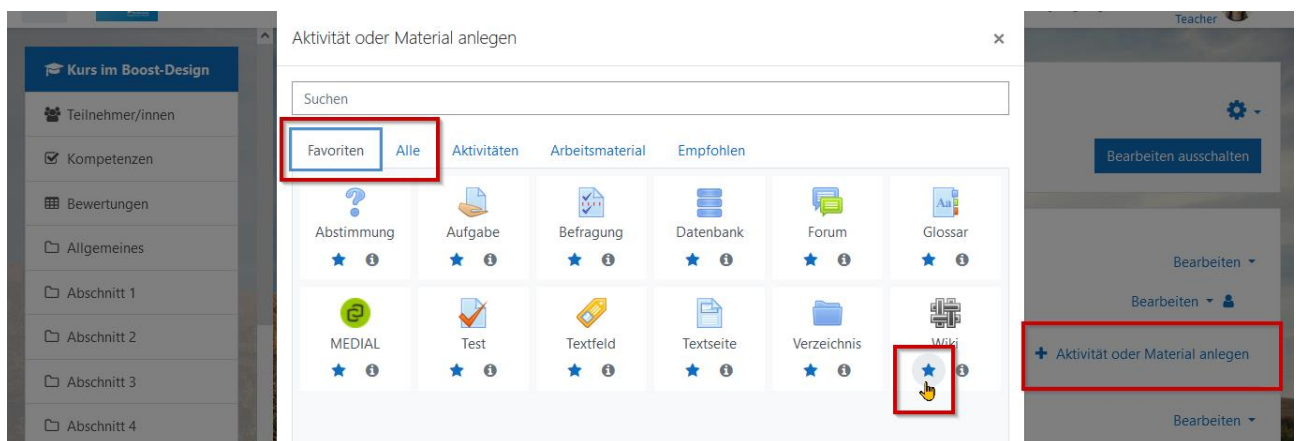 Teacher
Aktivität oder Material anlegen
×
Suchen
Favoriten Alle Aktivitäten Arbeitsmaterial Empfohlen
Abstimmung Aufgabe Befragung Datenbank Forum Glossar
MEDIAL Test Textfeld Textseite Verzeichnis Wiki
Kurs im Boost-Design
Teilnehmer/innen
Kompetenzen
Bewertungen
Allgemeines
Abschnitt 1
Abschnitt 2
Abschnitt 3
Abschnitt 4
Bearbeiten ausschalten
Bearbeiten
Bearbeiten
+ Aktivität oder Material anlegen
Bearbeiten